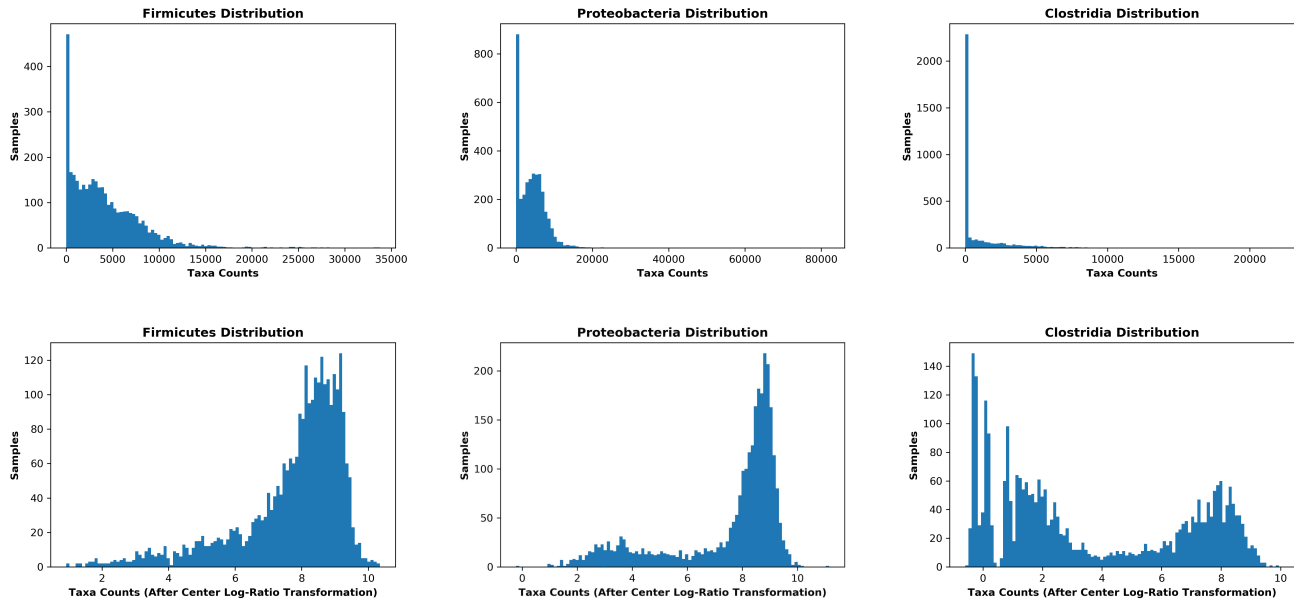 Firmicutes Distribution
Samples
400
300
200
100
0
0 5000 10000 15000 20000 25000 30000 35000
Taxa Counts
Proteobacteria Distribution
Samples
800
600
400
200
0
0 20000 40000 60000 80000
Taxa Counts
Clostridia Distribution
Samples
2000
1500
1000
500
0
0 5000 10000 15000 20000
Taxa Counts
Firmicutes Distribution
Samples
120
100
80
60
40
20
0
2 4 6 8 10
Taxa Counts (After Center Log-Ratio Transformation)
Proteobacteria Distribution
Samples
200
150
100
50
0
0 2 4 6 8 10
Taxa Counts (After Center Log-Ratio Transformation)
Clostridia Distribution
Samples
140
120
100
80
60
40
20
0
0 2 4 6 8 10
Taxa Counts (After Center Log-Ratio Transformation)